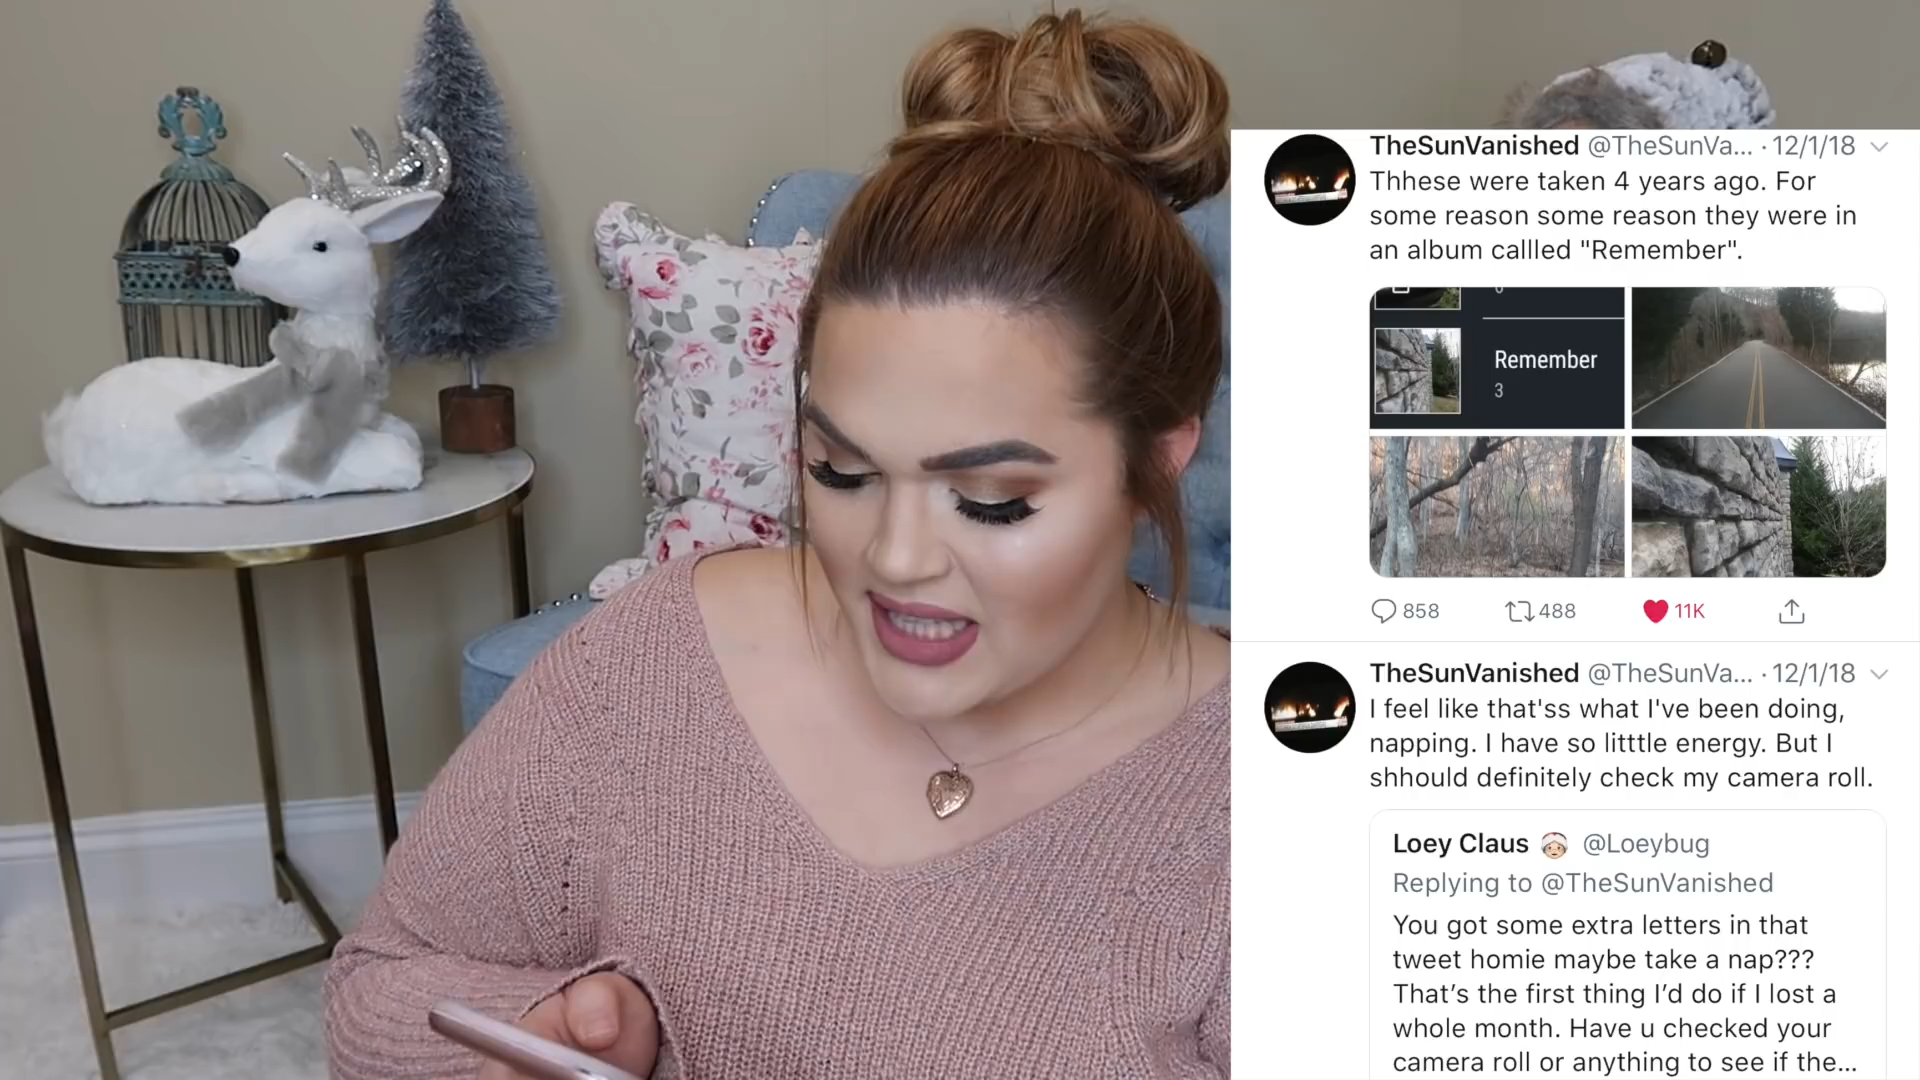 TheSunVanished @TheSunVa... · 12/1/18
Thhese were taken 4 years ago. For
some reason some reason they were in
an album callled "Remember".
Remember
3
858
488
11K
TheSunVanished @TheSunVa... · 12/1/18
I feel like that'ss what I've been doing,
napping. I have so litttle energy. But I
shhould definitely check my camera roll.
Loey Claus @Loeybug
Replying to @TheSunVanished
You got some extra letters in that
tweet homie maybe take a nap???
That’s the first thing I’d do if I lost a
whole month. Have u checked your
camera roll or anything to see if the...